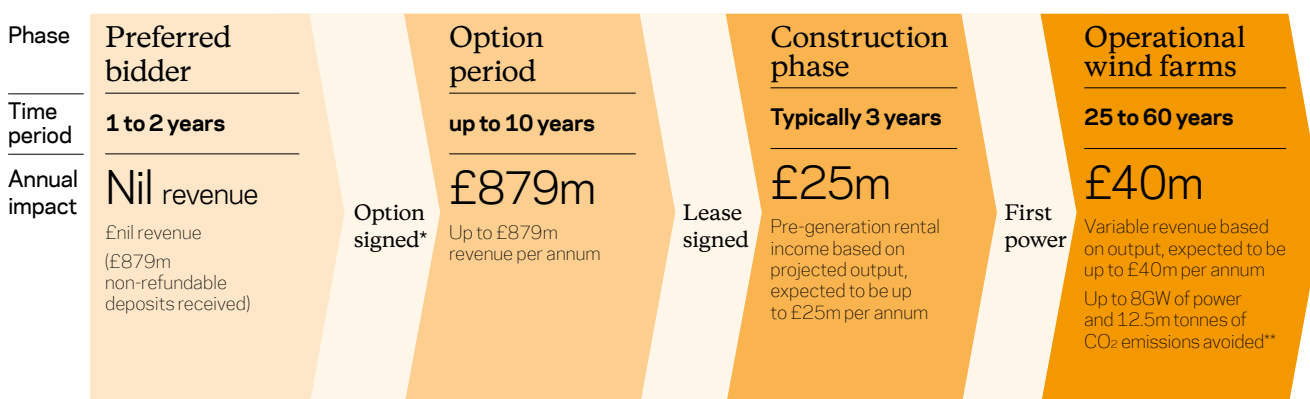 Phase
Preferred
bidder
Option
period
Construction
phase
Operational
wind farms
Time
period
1 to 2 years
up to 10 years
Typically 3 years
25 to 60 years
Annual
impact
Nil revenue
£nil revenue
(£879m
non-refundable
deposits received)
Option
signed*
£879m
Up to £879m
revenue per annum
Lease
signed
£25m
Pre-generation rental
income based on
projected output,
expected to be up
to £25m per annum
First
power
£40m
Variable revenue based
on output, expected to be
up to £40m per annum
Up to 8GW of power
and 12.5m tonnes of
CO₂ emissions avoided**